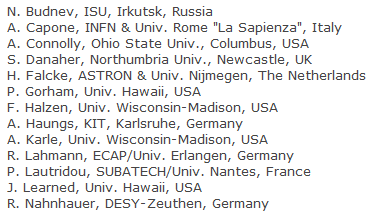 N. Budnev, ISU, Irkutsk, Russia
A. Capone, INFN & Univ. Rome "La Sapienza", Italy
A. Connolly, Ohio State Univ., Columbus, USA
S. Danaher, Northumbria Univ., Newcastle, UK
H. Falcke, ASTRON & Univ. Nijmegen, The Netherlands
P. Gorham, Univ. Hawaii, USA
F. Halzen, Univ. Wisconsin-Madison, USA
A. Haungs, KIT, Karlsruhe, Germany
A. Karle, Univ. Wisconsin-Madison, USA
R. Lahmann, ECAP/Univ. Erlangen, Germany
P. Lautridou, SUBATECH/Univ. Nantes, France
J. Learned, Univ. Hawaii, USA
R. Nahnhauer, DESY-Zeuthen, Germany